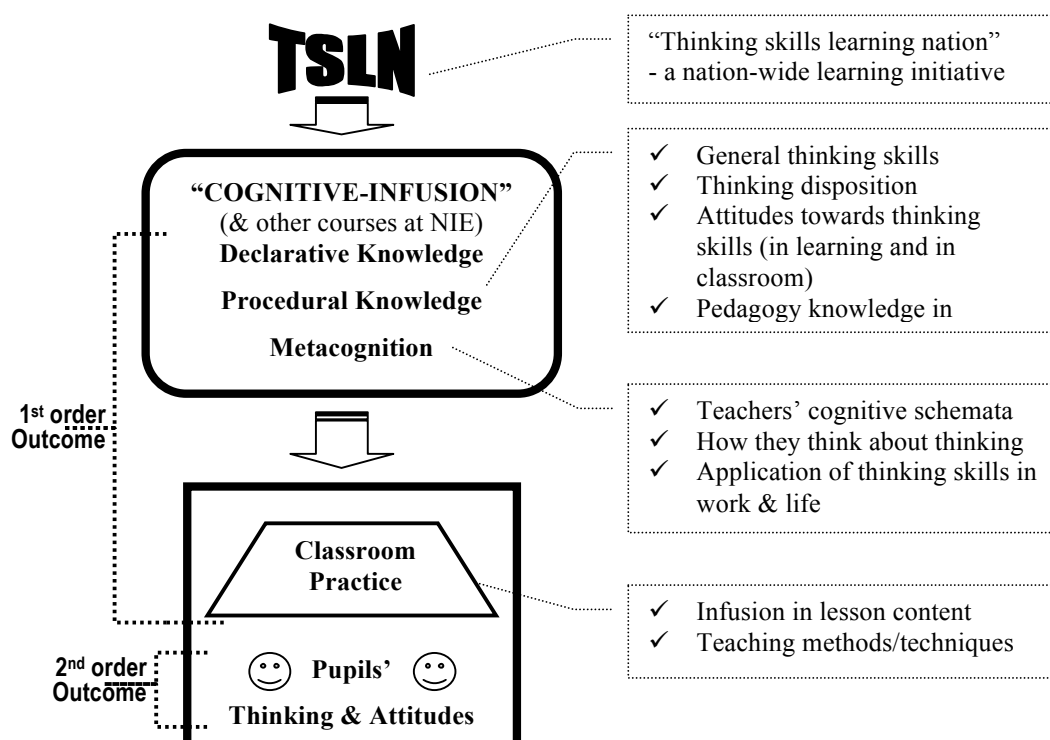 TSLN
“Thinking skills learning nation”
- a nation-wide learning initiative
“COGNITIVE-INFUSION”
(& other courses at NIE)
Declarative Knowledge
Procedural Knowledge
Metacognition
✓ General thinking skills
✓ Thinking disposition
✓ Attitudes towards thinking
skills (in learning and in
classroom)
✓ Pedagogy knowledge in
1st order
Outcome
✓ Teachers’ cognitive schemata
✓ How they think about thinking
✓ Application of thinking skills in
work & life
Classroom
Practice
✓ Infusion in lesson content
✓ Teaching methods/techniques
2nd order
Outcome
Pupils’
Thinking & Attitudes